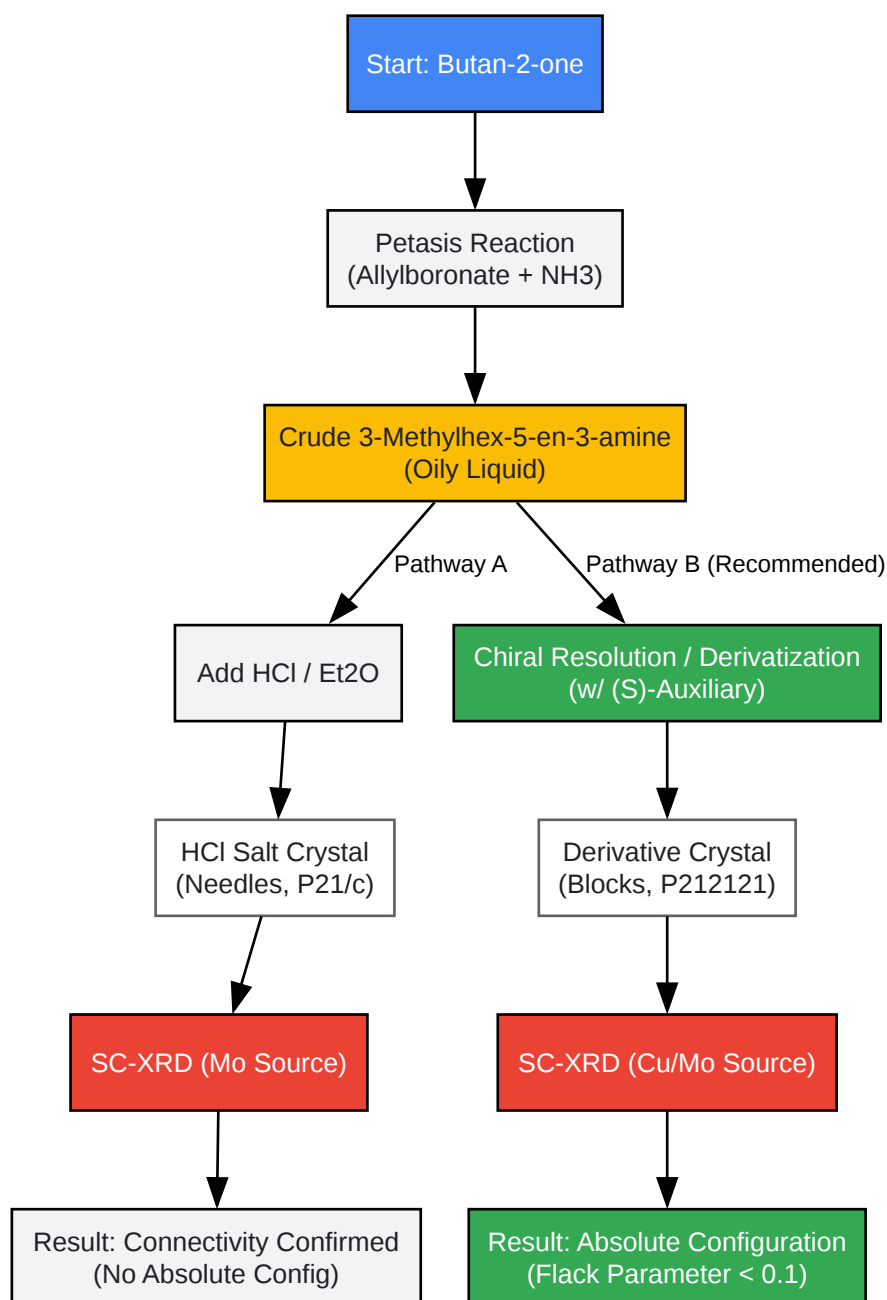 Start: Butan-2-one
Petasis Reaction
(Allylboronate + NH3)
Crude 3-Methylhex-5-en-3-amine
(Oily Liquid)
Pathway A
Pathway B (Recommended)
Add HCl / Et2O
Chiral Resolution / Derivatization
(w/ (S)-Auxiliary)
HCl Salt Crystal
(Needles, P21/c)
Derivative Crystal
(Blocks, P212121)
SC-XRD (Mo Source)
SC-XRD (Cu/Mo Source)
Result: Connectivity Confirmed
(No Absolute Config)
Result: Absolute Configuration
(Flack Parameter < 0.1)